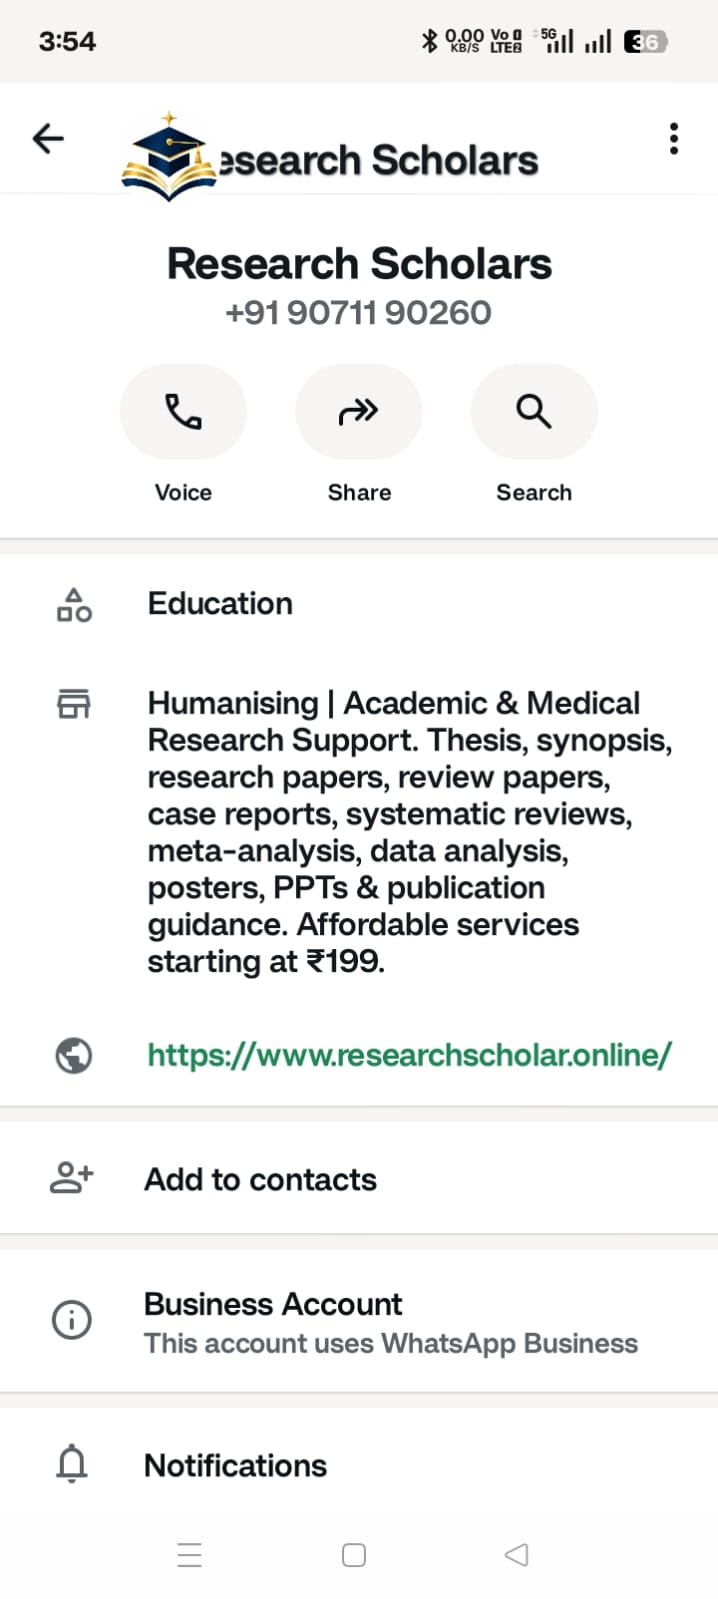 3:54
0.00 KB/S
Vo LTE2
5G
36
esearch Scholars
Research Scholars
+91 90711 90260
Voice
Share
Search
Education
Humanising | Academic & Medical
Research Support. Thesis, synopsis,
research papers, review papers,
case reports, systematic reviews,
meta-analysis, data analysis,
posters, PPTs & publication
guidance. Affordable services
starting at ₹199.
https://www.researchscholar.online/
Add to contacts
Business Account
This account uses WhatsApp Business
Notifications